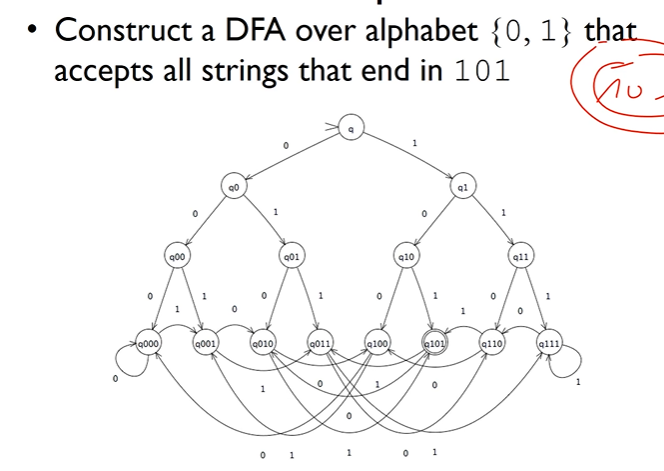 • Construct a DFA over alphabet {0, 1} that
accepts all strings that end in 101
10
q
0 1
q0 q1
0 1 0 1
q00 q01 q10 q11
0 1 0 1 0 1 0 1
1 0 1 0
q000 q001 q010 q011 q100 q101 q110 q111
0 1 0 1 0 1
0
0 1 1 0 1